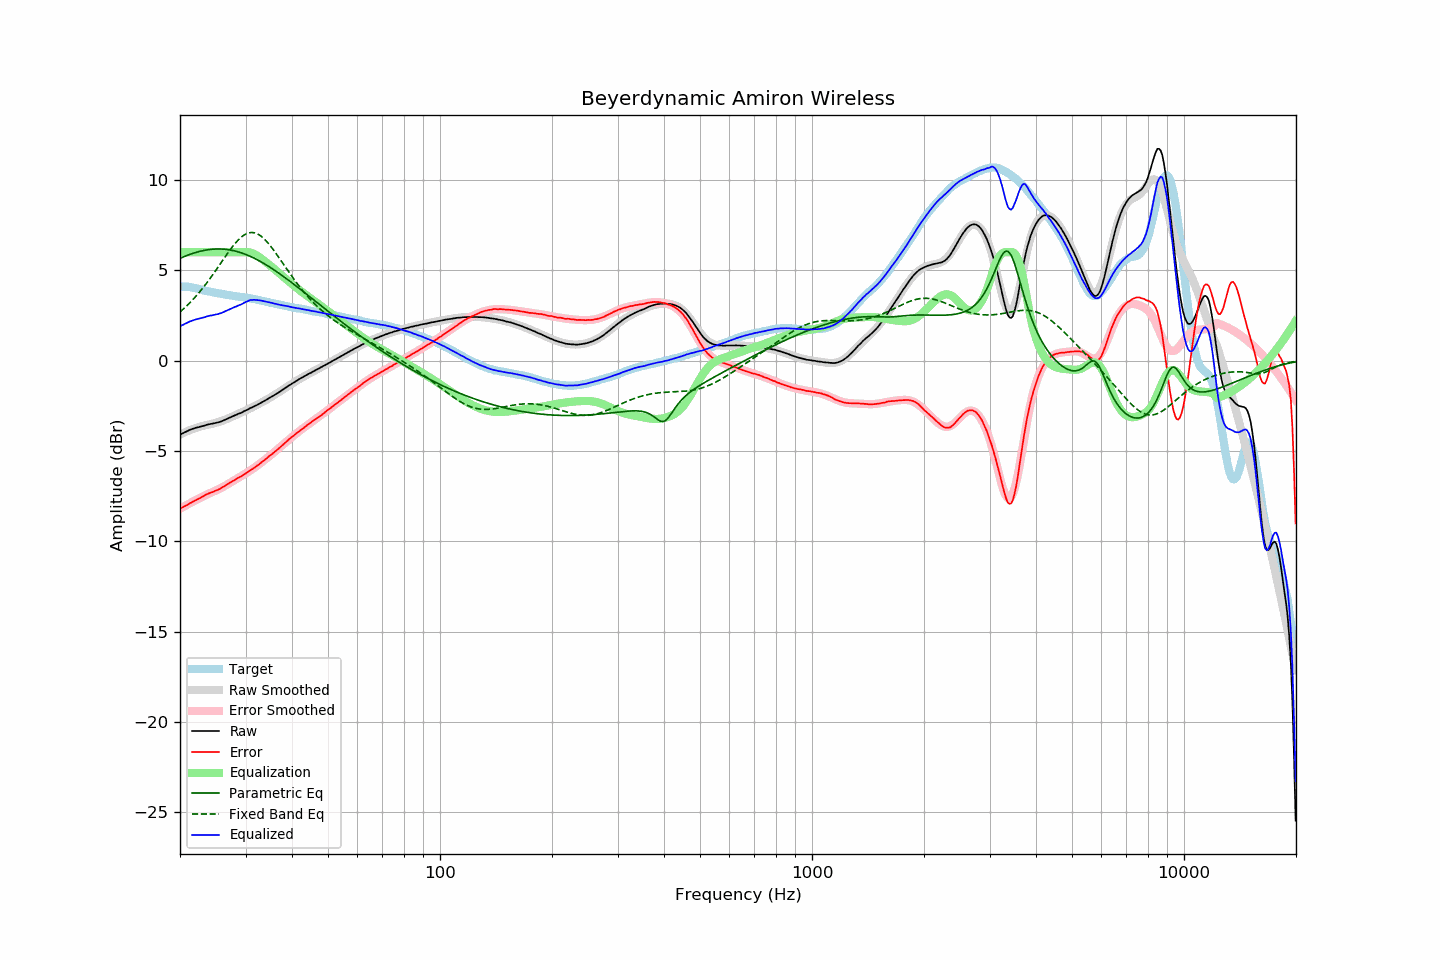 Beyerdynamic Amiron Wireless
10
5
0
−5
−10
−15
−20
−25
Amplitude (dBr)
Target
Raw Smoothed
Error Smoothed
Raw
Error
Equalization
Parametric Eq
Fixed Band Eq
Equalized
100
1000
10000
Frequency (Hz)